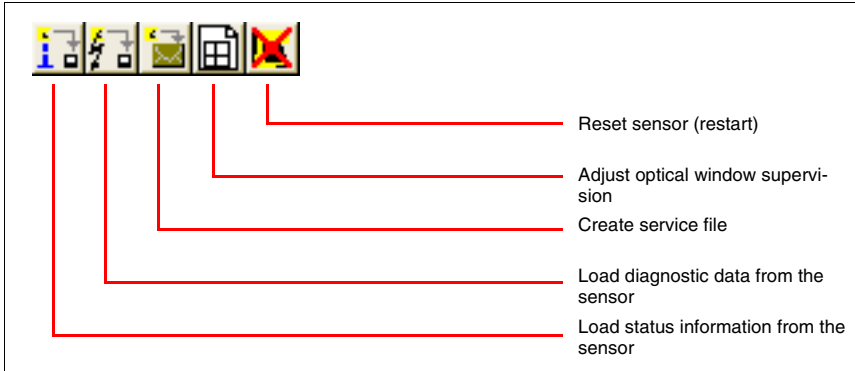 Reset sensor (restart)
Adjust optical window supervi-
sion
Create service file
Load diagnostic data from the
sensor
Load status information from the
sensor